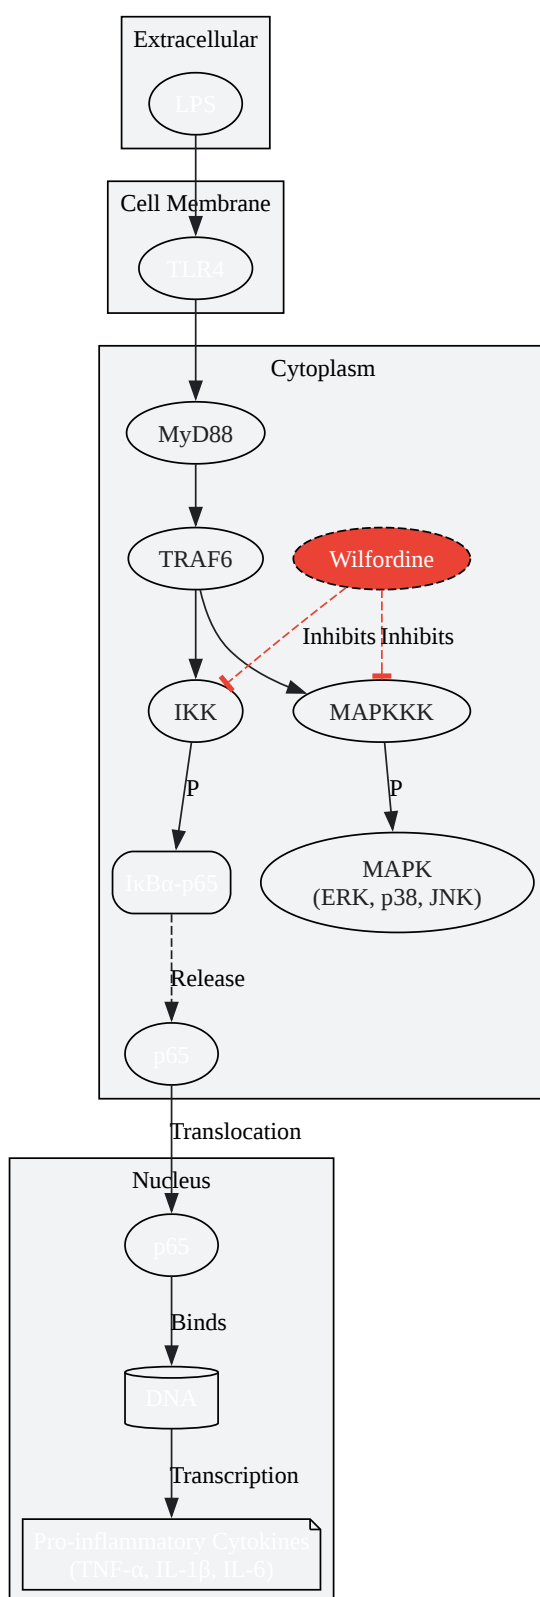 Extracellular
LPS
Cell Membrane
TLR4
Cytoplasm
MyD88
TRAF6
Wilfordine
Inhibits
Inhibits
IKK
MAPKKK
P
P
IκBα-p65
MAPK
(ERK, p38, JNK)
Release
p65
Translocation
Nucleus
p65
Binds
DNA
Transcription
Pro-inflammatory Cytokines
(TNF-α, IL-1β, IL-6)